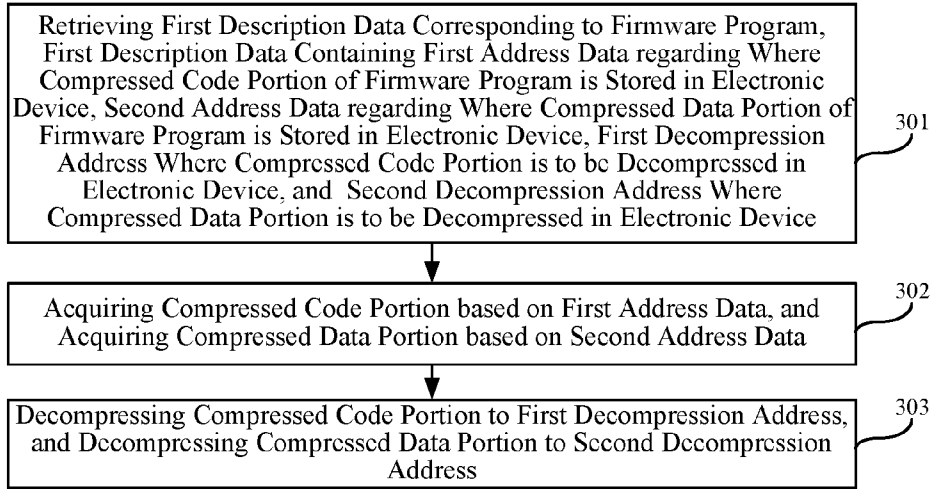 Retrieving First Description Data Corresponding to Firmware Program,
First Description Data Containing First Address Data regarding Where
Compressed Code Portion of Firmware Program is Stored in Electronic
Device, Second Address Data regarding Where Compressed Data Portion of
Firmware Program is Stored in Electronic Device, First Decompression
Address Where Compressed Code Portion is to be Decompressed in
Electronic Device, and Second Decompression Address Where
Compressed Data Portion is to be Decompressed in Electronic Device
301
Acquiring Compressed Code Portion based on First Address Data, and
Acquiring Compressed Data Portion based on Second Address Data
302
Decompressing Compressed Code Portion to First Decompression Address,
and Decompressing Compressed Data Portion to Second Decompression
Address
303